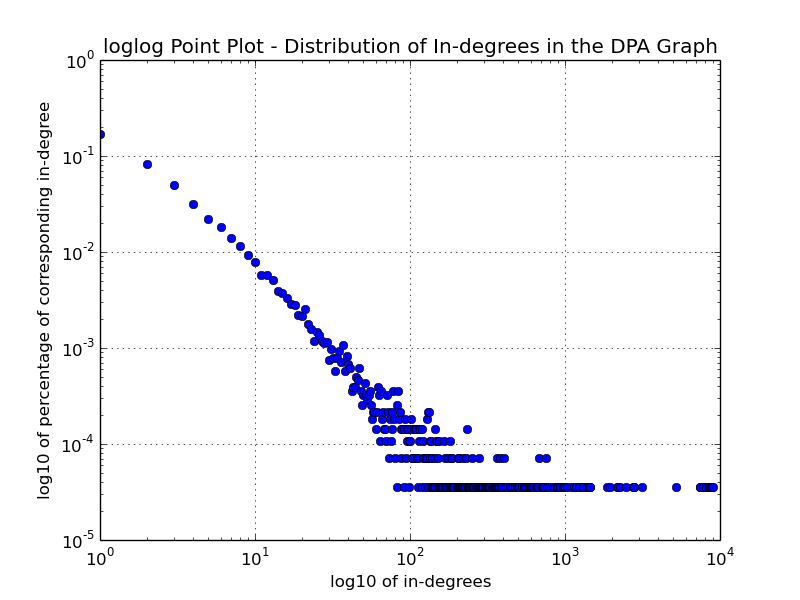 loglog Point Plot - Distribution of In-degrees in the DPA Graph
10^0
10^-1
10^-2
10^-3
10^-4
10^-5
log10 of percentage of corresponding in-degree
10^0 10^1 10^2 10^3 10^4
log10 of in-degrees